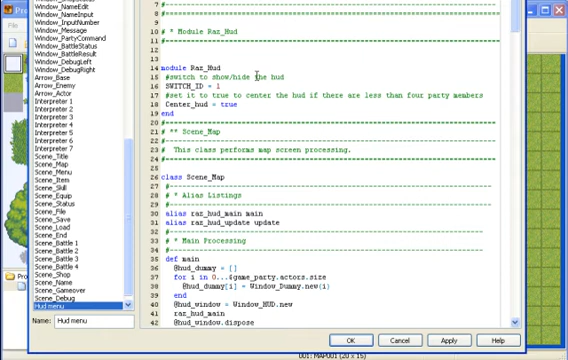 Window_NameEdit
Window_NameInput
Window_InputNumber
Window_Message
Window_PartyCommand
Window_BattleStatus
Window_BattleResult
Window_DebugLeft
Window_DebugRight
Arrow_Base
Arrow_Enemy
Arrow_Actor
Interpreter 1
Interpreter 2
Interpreter 3
Interpreter 4
Interpreter 5
Interpreter 6
Interpreter 7
Scene_Title
Scene_Map
Scene_Menu
Scene_Item
Scene_Skill
Scene_Equip
Scene_Status
Scene_File
Scene_Save
Scene_Load
Scene_End
Scene_Battle 1
Scene_Battle 2
Scene_Battle 3
Scene_Battle 4
Scene_Shop
Scene_Name
Scene_Gameover
Scene_Debug
Hud menu
Name: Hud menu
7 #
8 #
9
10 # * Module Raz_Hud
11 #
12
13
14 module Raz_Hud
15 #switch to show/hide the hud
16 SWITCH_ID = 1
17 #set it to true to center the hud if there are less than four party members
18 Center_hud = true
19 end
20 #
21 # ** Scene_Map
22 #
23 # This class performs map screen processing.
24 #
25
26 class Scene_Map
27 #
28 # * Alias Listings
29 #
30 alias raz_hud_main main
31 alias raz_hud_update update
32 #
33 # * Main Processing
34 #
35 def main
36 @hud_dummy = []
37 for i in 0...$game_party.actors.size
38 @hud_dummy[i] = Window_Dummy.new(i)
39 end
40 @hud_window = Window_HUD.new
41 raz_hud_main
42 @hud_window.dispose
OK Cancel Apply Help
001: MAP001 (20 x 15)